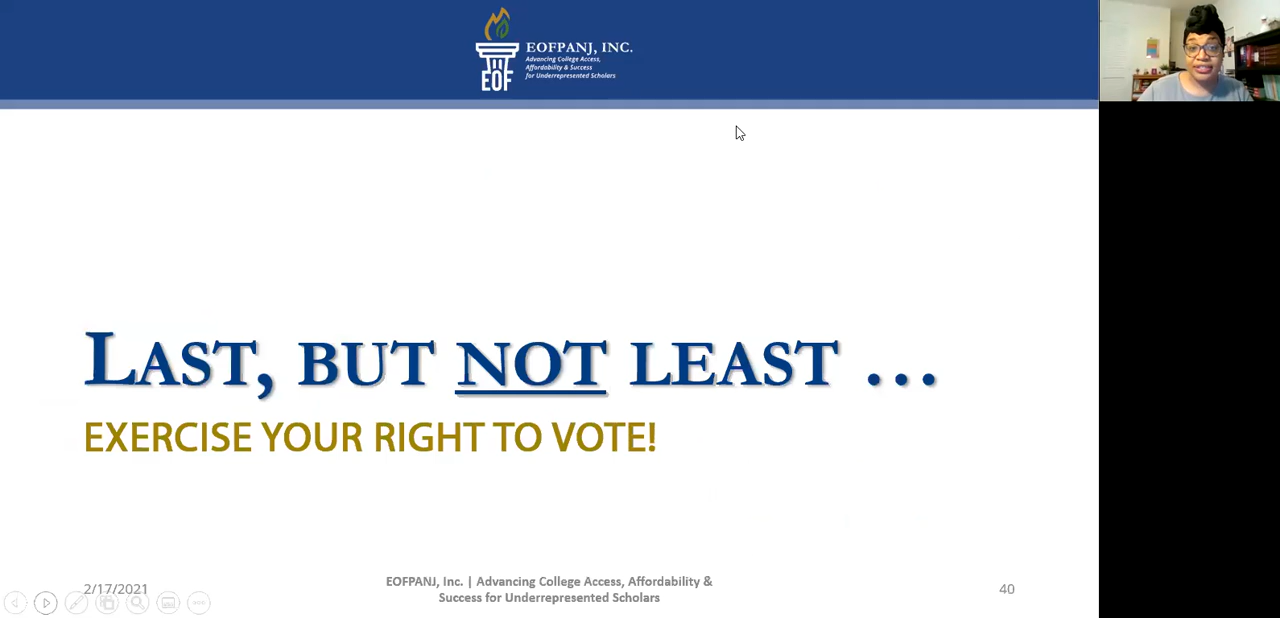 EOFPANJ, INC.
Advancing College Access,
Affordability & Success
for Underrepresented Scholars
EOF
LAST, BUT NOT LEAST …
EXERCISE YOUR RIGHT TO VOTE!
2/17/2021
EOFPANJ, Inc. | Advancing College Access, Affordability &
Success for Underrepresented Scholars
40